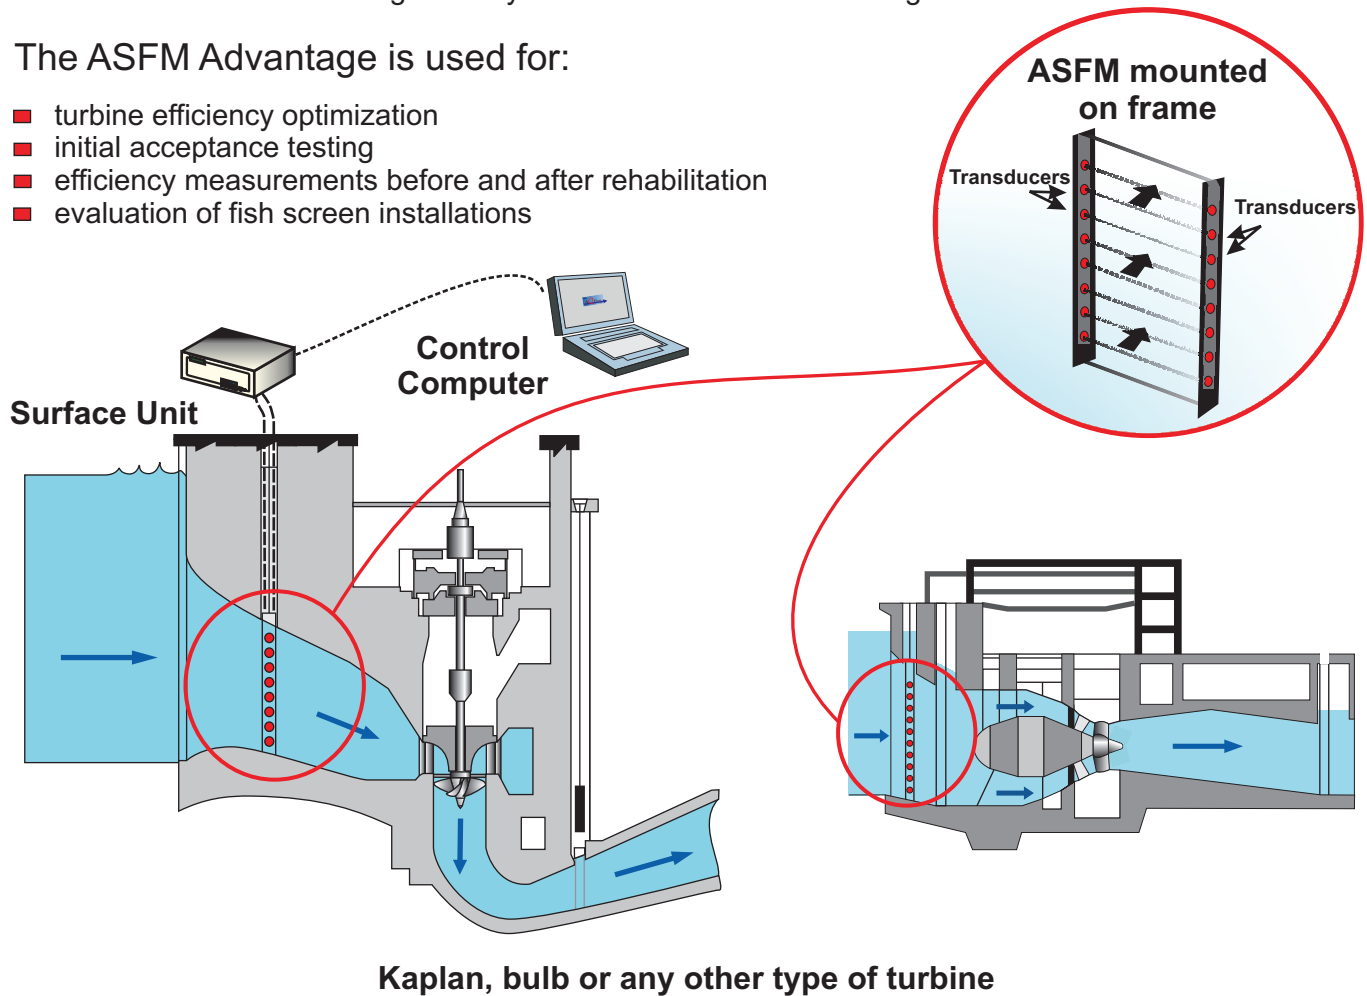 The ASFM Advantage is used for:
turbine efficiency optimization
initial acceptance testing
efficiency measurements before and after rehabilitation
evaluation of fish screen installations
ASFM mounted
on frame
Transducers
Transducers
Control
Computer
Surface Unit
Kaplan, bulb or any other type of turbine